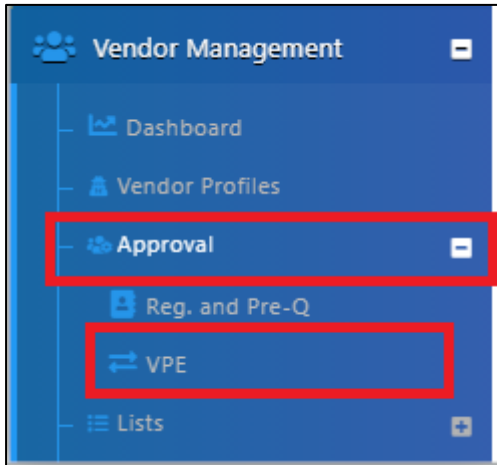 Vendor Management
Dashboard
Vendor Profiles
Approval
Reg. and Pre-Q
VPE
Lists